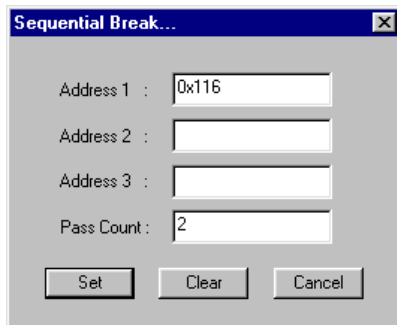 Sequential Break...
Address 1 : 0x116
Address 2 :
Address 3 :
Pass Count : 2
Set Clear Cancel